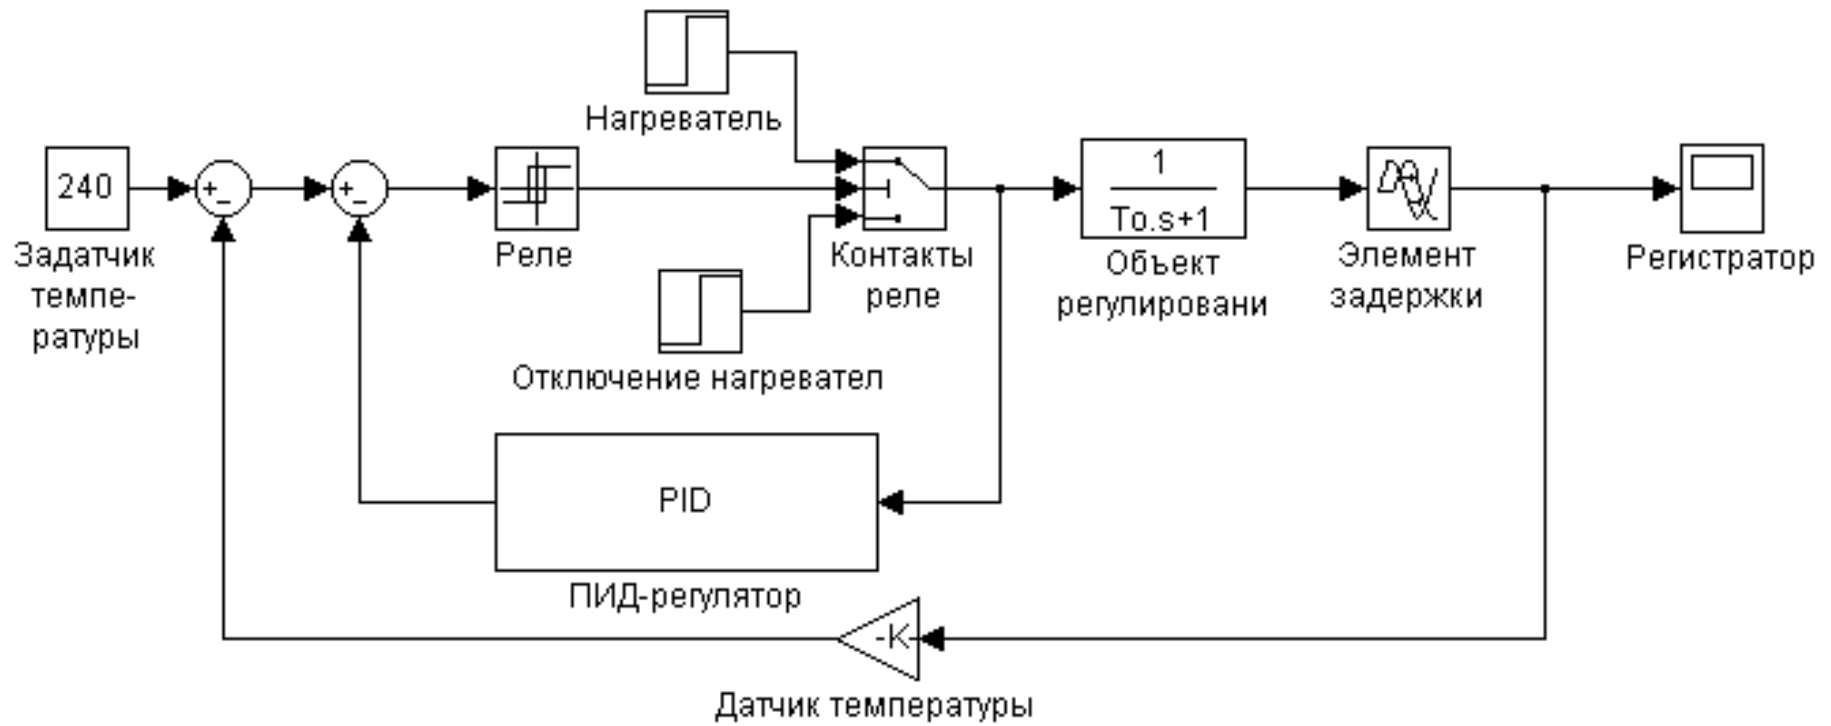 Нагреватель
240
+
−
+
−
1
To.s+1
Задатчик
темпе-
ратуры
Реле
Контакты
реле
Объект
регулировани
Элемент
задержки
Регистратор
Отключение нагревател
PID
ПИД-регулятор
-K-
Датчик температуры